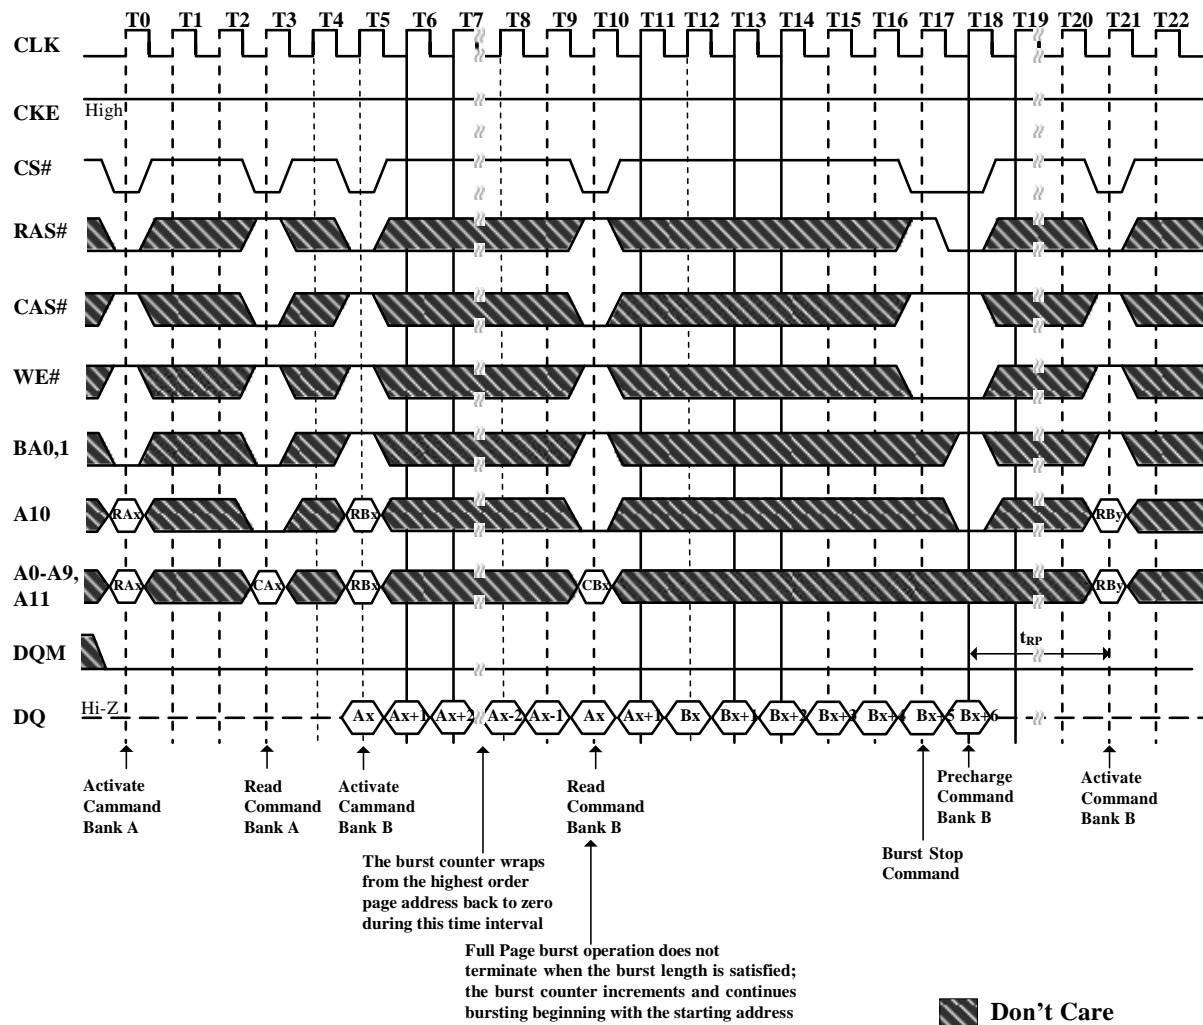 T0 T1 T2 T3 T4 T5 T6 T7 T8 T9 T10 T11 T12 T13 T14 T15 T16 T17 T18 T19 T20 T21 T22
CLK
CKE High
CS#
RAS#
CAS#
WE#
BA0,1
A10 RAx RBx RBy
A0-A9,
A11 RAx CAx RBx CBx RBy
DQM tRP
DQ Hi-Z Ax Ax+1 Ax+2 Ax-2 Ax-1 Ax Ax+1 Bx Bx+1 Bx+2 Bx+3 Bx+4 Bx+5 Bx+6
Activate
Cammand
Bank A
Read
Command
Bank A
Activate
Cammand
Bank B
Read
Command
Bank B
Precharge
Command
Bank B
Activate
Command
Bank B
Burst Stop
Command
The burst counter wraps
from the highest order
page address back to zero
during this time interval
Full Page burst operation does not
terminate when the burst length is satisfied;
the burst counter increments and continues
bursting beginning with the starting address
Don't Care